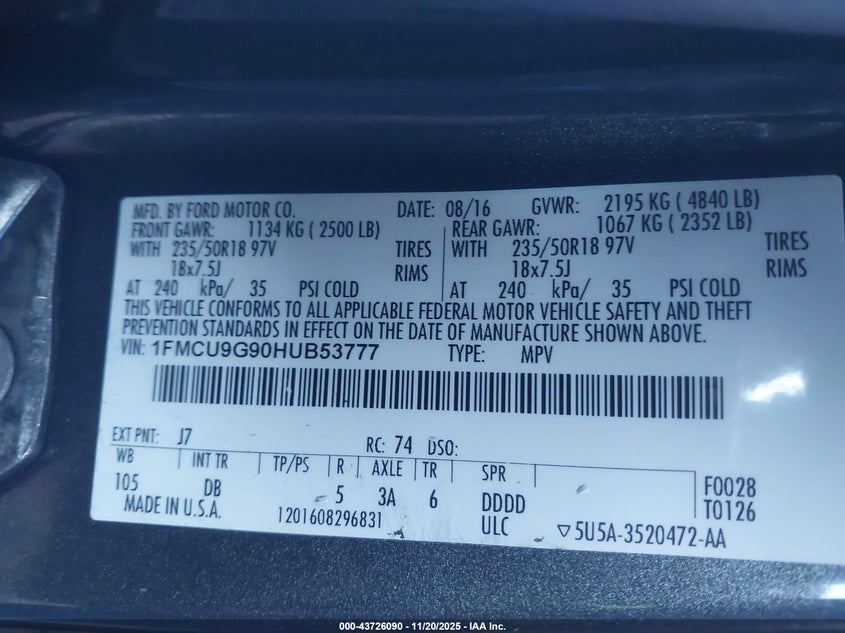 MFD. BY FORD MOTOR CO. DATE: 08/16 GVWR: 2195 KG ( 4840 LB)
FRONT GAWR: 1134 KG ( 2500 LB) REAR GAWR: 1067 KG ( 2352 LB)
WITH 235/50R18 97V TIRES WITH 235/50R18 97V TIRES
18x7.5J RIMS 18x7.5J RIMS
AT 240 kPa/ 35 PSI COLD AT 240 kPa/ 35 PSI COLD
THIS VEHICLE CONFORMS TO ALL APPLICABLE FEDERAL MOTOR VEHICLE SAFETY AND THEFT
PREVENTION STANDARDS IN EFFECT ON THE DATE OF MANUFACTURE SHOWN ABOVE.
VIN: 1FMCU9G90HUB53777 TYPE: MPV
EXT PNT: J7 RC: 74 DSO:
WB INT TR TP/PS R AXLE TR SPR F0028
105 DB 5 3A 6 DDDD T0126
MADE IN U.S.A. 1201608296831 ULC ▽5U5A-3520472-AA
000-43726090 - 11/20/2025 - IAA Inc.